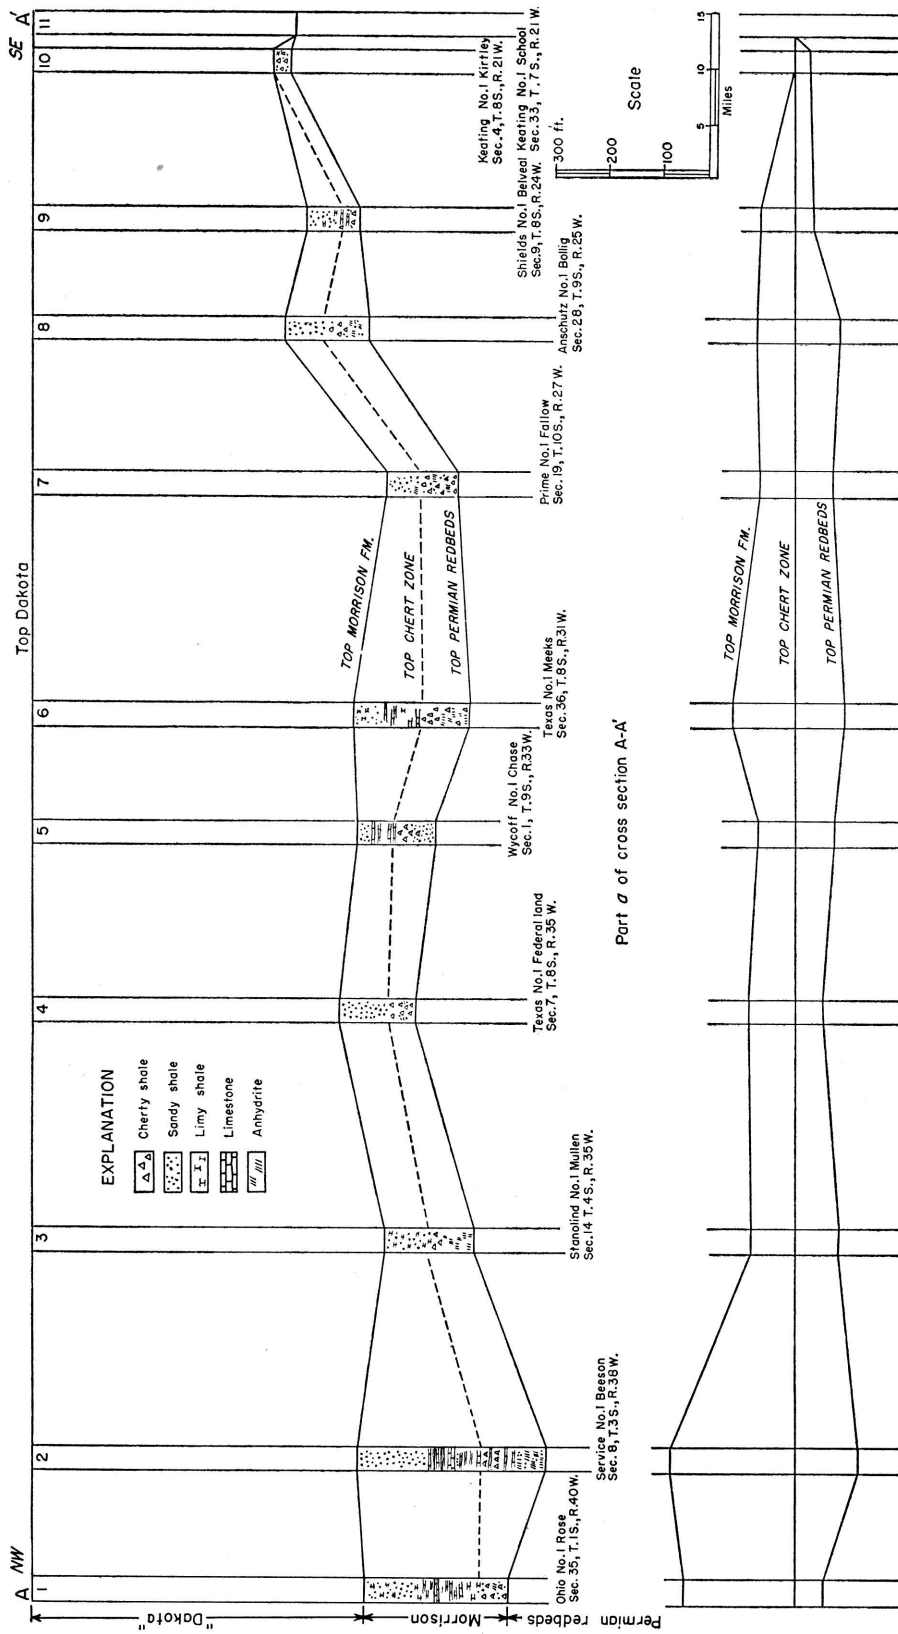 A NW
SE A'
Top Dakota
1
2
3
4
5
6
7
8
9
10
11
"Dakota"
Morrison
Permian redbeds
EXPLANATION
Cherty shale
Sandy shale
Limy shale
Limestone
Anhydrite
TOP MORRISON FM.
TOP CHERT ZONE
TOP PERMIAN REDBEDS
Ohio No.1 Rose
Sec. 35, T.1S., R.40W.
Service No.1 Beeson
Sec. 8, T.3S., R.38W.
Stanolind No.1 Mullen
Sec.14 T.4S., R.35W.
Texas No.1 Federal land
Sec.7, T.8S., R.35 W.
Wycoff No.1 Chase
Sec.1, T.9S., R.33W.
Texas No.1 Meeks
Sec.36, T.8S., R.31W.
Prime No.1 Fallow
Sec.19, T.10S., R.27 W.
Anschutz No.1 Bollig
Sec.28, T.9S., R.25W.
Shields No.1 Belveal
Sec.9, T.8S., R.24W.
Keating No.1 Kirtley
Sec.4, T.8S., R.21W.
Keating No.1 School
Sec.33, T.7S., R.21W.
300 ft.
200
100
Scale
5
10
15
Miles
Part a of cross section A-A'
TOP MORRISON FM.
TOP CHERT ZONE
TOP PERMIAN REDBEDS